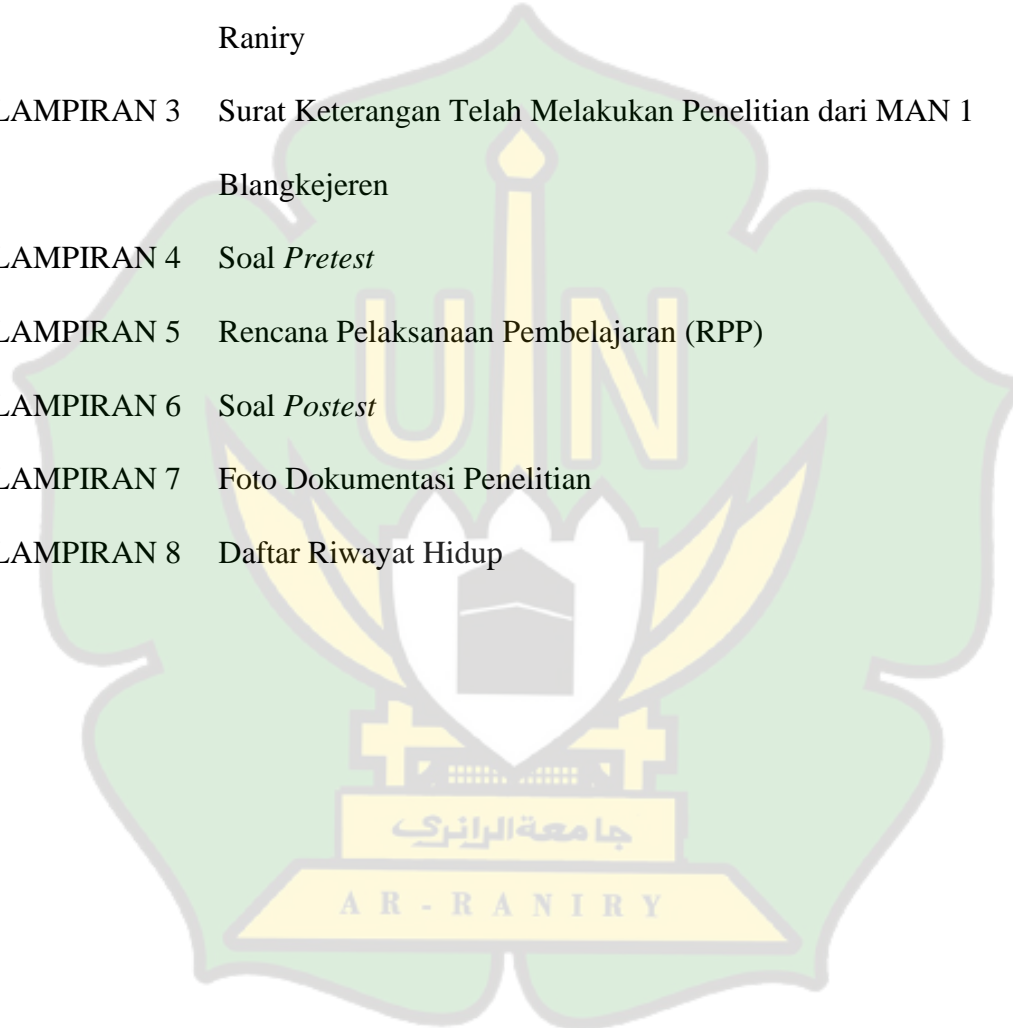 Raniry
LAMPIRAN 3 Surat Keterangan Telah Melakukan Penelitian dari MAN 1
Blangkejeren
LAMPIRAN 4 Soal Pretest
LAMPIRAN 5 Rencana Pelaksanaan Pembelajaran (RPP)
LAMPIRAN 6 Soal Postest
LAMPIRAN 7 Foto Dokumentasi Penelitian
LAMPIRAN 8 Daftar Riwayat Hidup
UIN
جامعةالرانري
AR-RANIRY